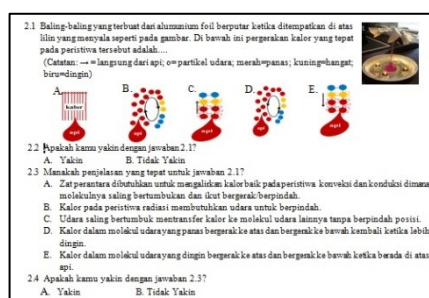 2.1 Baling-baling yang terbuat dari alumunium foil berputar ketika ditempatkan di atas
lilin yang menyala seperti pada gambar. Di bawah ini pergerakan kalor yang tepat
pada peristiwa tersebut adalah....
(Catatan: → = langsung dari api; o= partikel udara; merah=panas; kuning=hangat;
biru=dingin)
A. B. C. D. E.
kalor
api api api api api
2.2 Apakah kamu yakin dengan jawaban 2.1?
A. Yakin B. Tidak Yakin
2.3 Manakah penjelasan yang tepat untuk jawaban 2.1?
A. Zat perantara dibutuhkan untuk mengalirkan kalor baik pada peristiwa konveksi dan konduksi dimana
molekulnya saling bertumbukan dan ikut bergerak/berpindah.
B. Kalor pada peristiwa radiasi membutuhkan udara untuk berpindah.
C. Udara saling bertumbuk mentransfer kalor ke molekul udara lainnya tanpa berpindah posisi.
D. Kalor dalam molekul udara yang panas bergerak ke atas dan bergerak ke bawah kembali ketika lebih
dingin.
E. Kalor dalam molekul udara yang dingin bergerak ke atas dan bergerak ke bawah ketika berada di atas
api.
2.4 Apakah kamu yakin dengan jawaban 2.3?
A. Yakin B. Tidak Yakin